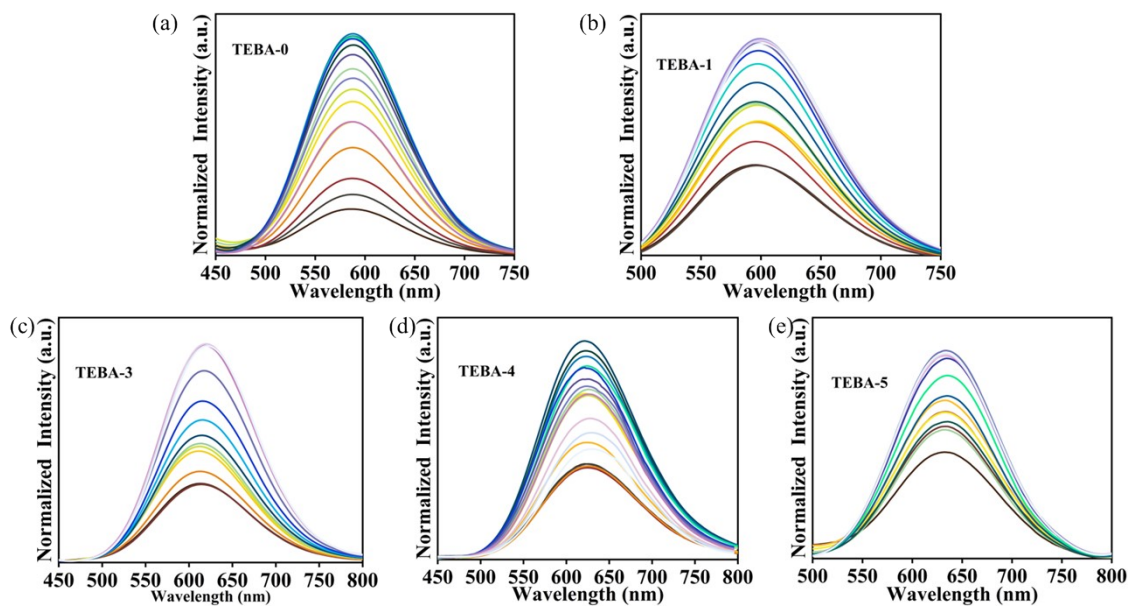 (a)
TEBA-0
Normalized Intensity (a.u.)
450 500 550 600 650 700 750
Wavelength (nm)
(b)
TEBA-1
Normalized Intensity (a.u.)
500 550 600 650 700 750
Wavelength (nm)
(c)
TEBA-3
Normalized Intensity (a.u.)
450 500 550 600 650 700 750 800
Wavelength (nm)
(d)
TEBA-4
Normalized Intensity (a.u.)
450 500 550 600 650 700 750 800
Wavelength (nm)
(e)
TEBA-5
Normalized Intensity (a.u.)
500 550 600 650 700 750 800
Wavelength (nm)